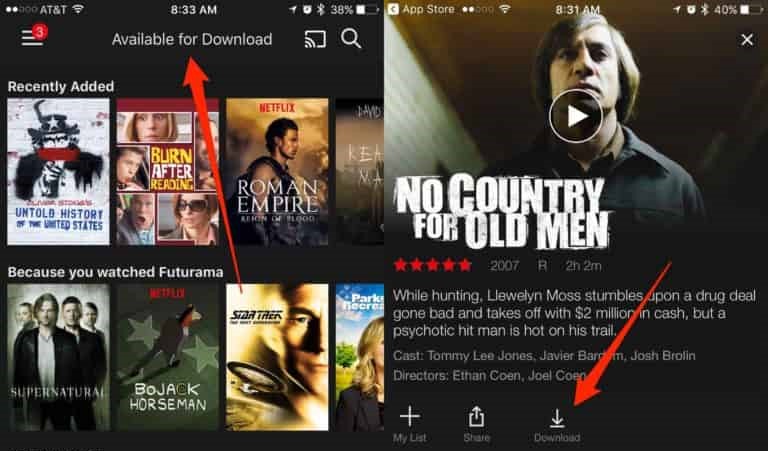 AT&T 8:33 AM 38%
3
Available for Download
Recently Added
OLIVER STONE'S
UNTOLD HISTORY
OF THE UNITED STATES
BURN
AFTER
READING
NETFLIX
ROMAN
EMPIRE
REIGN OF BLOOD
DAVID
Because you watched Futurama
SUPERNATURAL
NETFLIX
BOJACK
HORSEMAN
STAR TREK
THE NEXT GENERATION
Parks
Recrea
App Store 8:31 AM 40%
NO COUNTRY
FOR OLD MEN
2007 R 2h 2m
While hunting, Llewelyn Moss stumbles upon a drug deal
gone bad and takes off with $2 million in cash, but a
psychotic hit man is hot on his trail.
Cast: Tommy Lee Jones, Javier Bardem, Josh Brolin
Directors: Ethan Coen, Joel Coen
My List Share Download